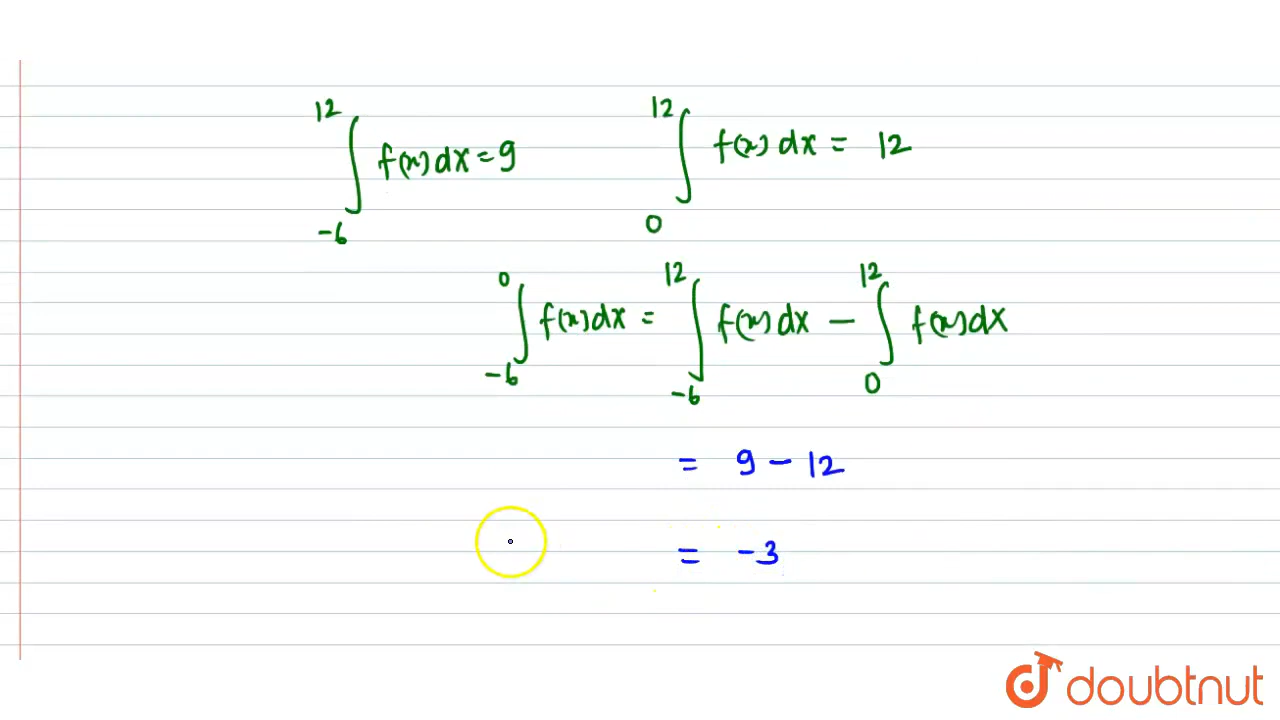 ∫_{-6}^{12} f(x)dx = 9    ∫_{0}^{12} f(x)dx = 12
∫_{-6}^{0} f(x)dx = ∫_{-6}^{12} f(x)dx − ∫_{0}^{12} f(x)dx
= 9 − 12
= −3
doubtnut